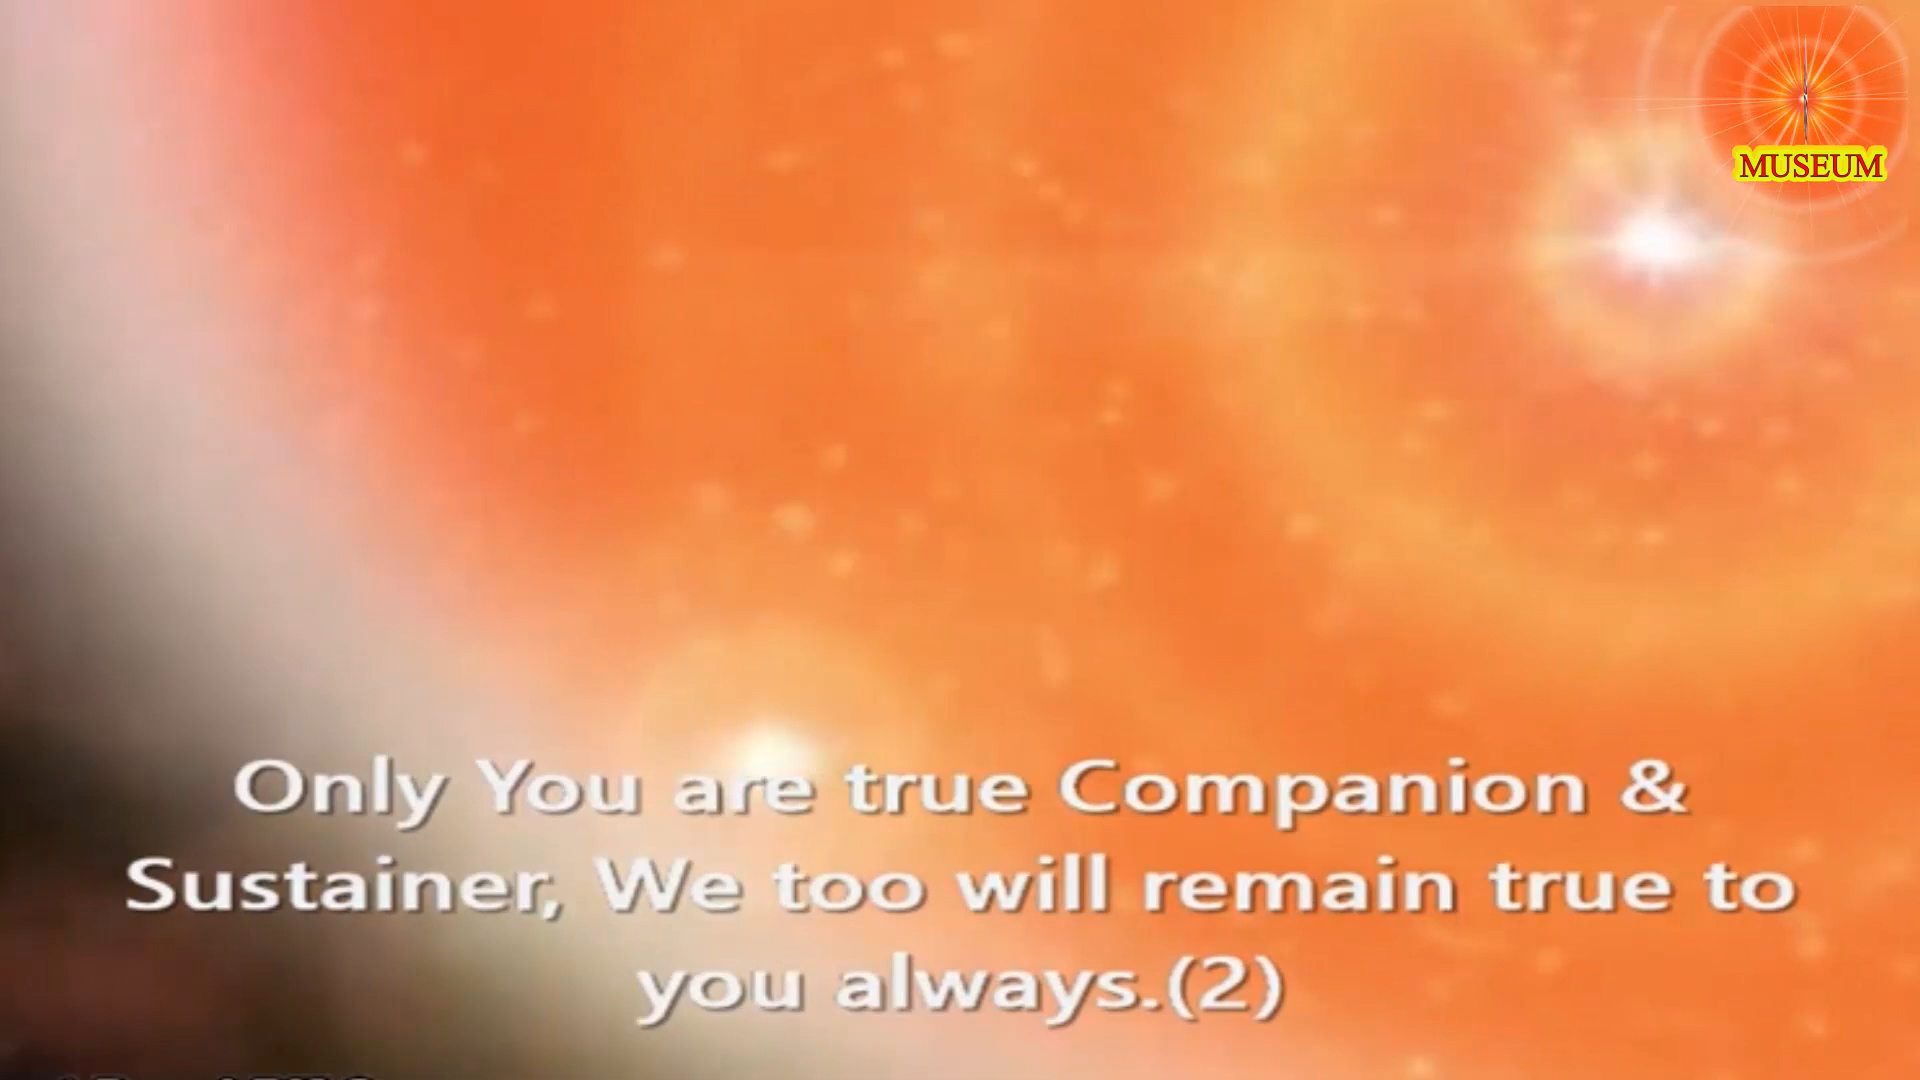 MUSEUM
Only You are true Companion &
Sustainer, We too will remain true to
you always.(2)